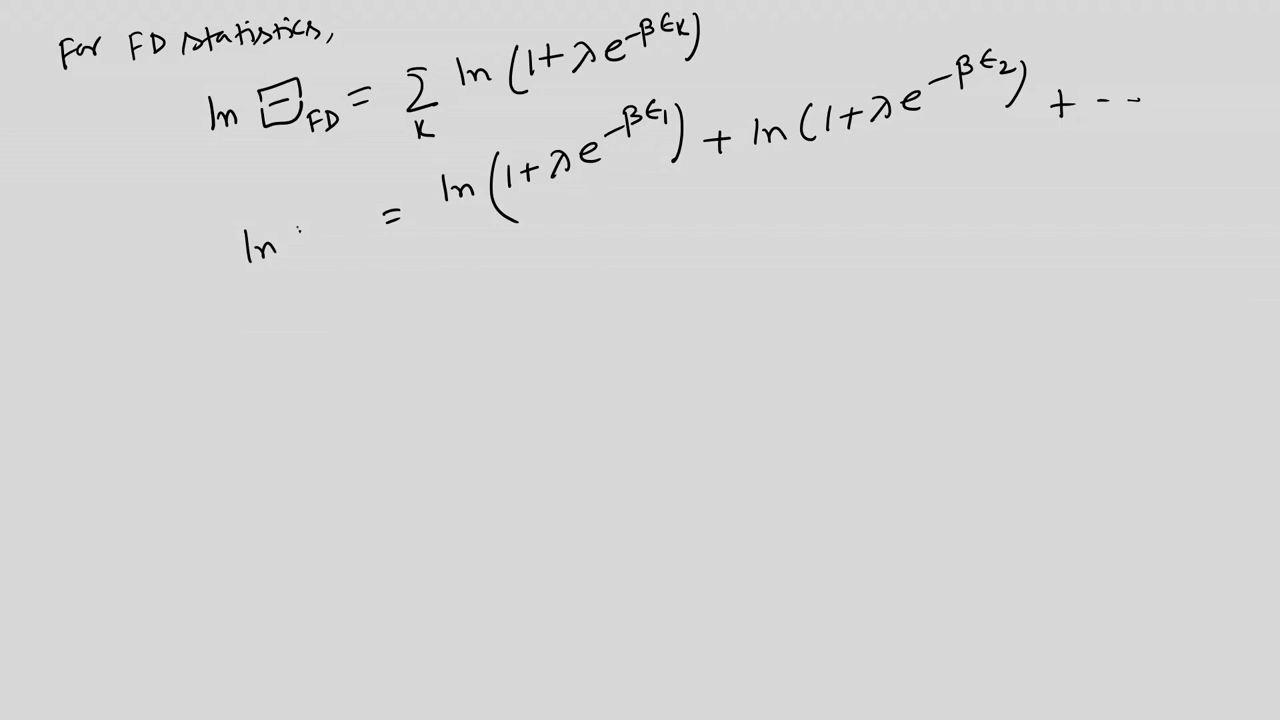 For FD statistics,
ln Ξ_FD = Σ_K ln (1 + λe^{-βϵ_K})
= ln (1 + λe^{-βϵ_1}) + ln (1 + λe^{-βϵ_2}) + --
ln